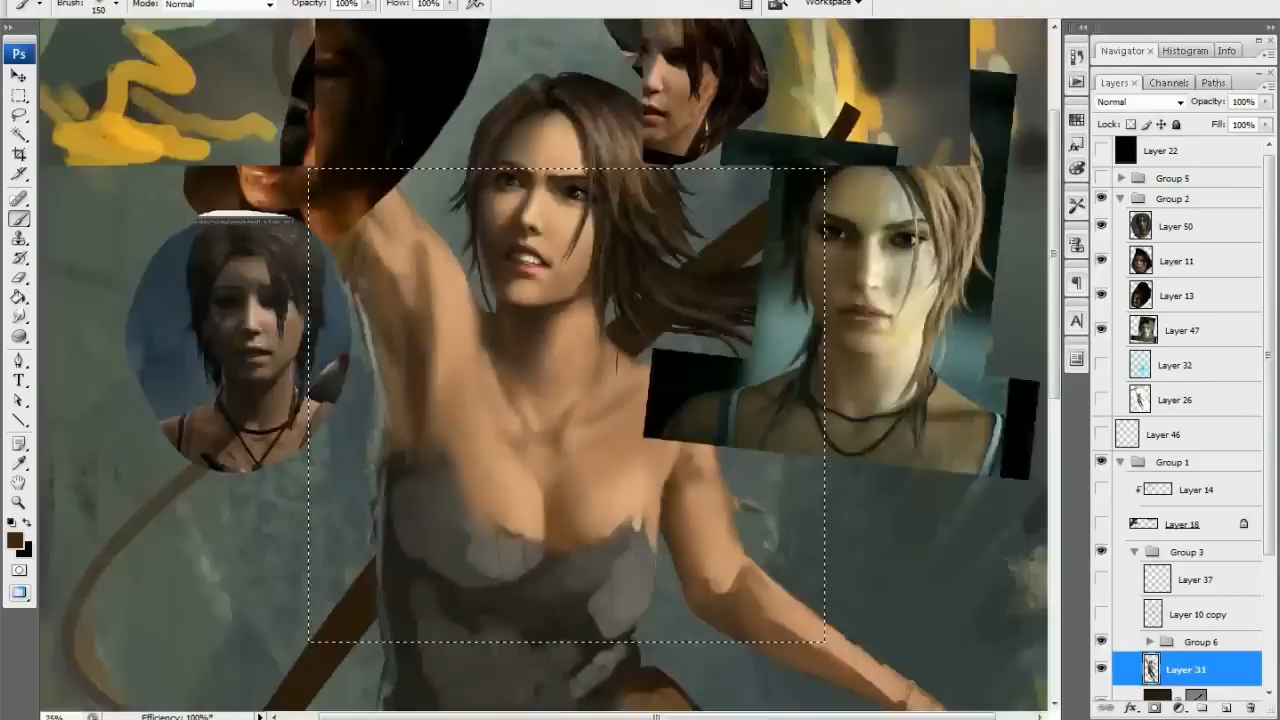 Brush: 150 Mode: Normal Opacity: 100% Flow: 100% Workspace
Ps
Navigator × Histogram Info
Layers × Channels Paths
Normal Opacity: 100%
Lock: Fill: 100%
Layer 22
Group 5
Group 2
Layer 50
Layer 11
Layer 13
Layer 47
Layer 32
Layer 26
Layer 46
Group 1
Layer 14
Layer 18
Group 3
Layer 37
Layer 10 copy
Group 6
Layer 31
25% Efficiency: 100%*